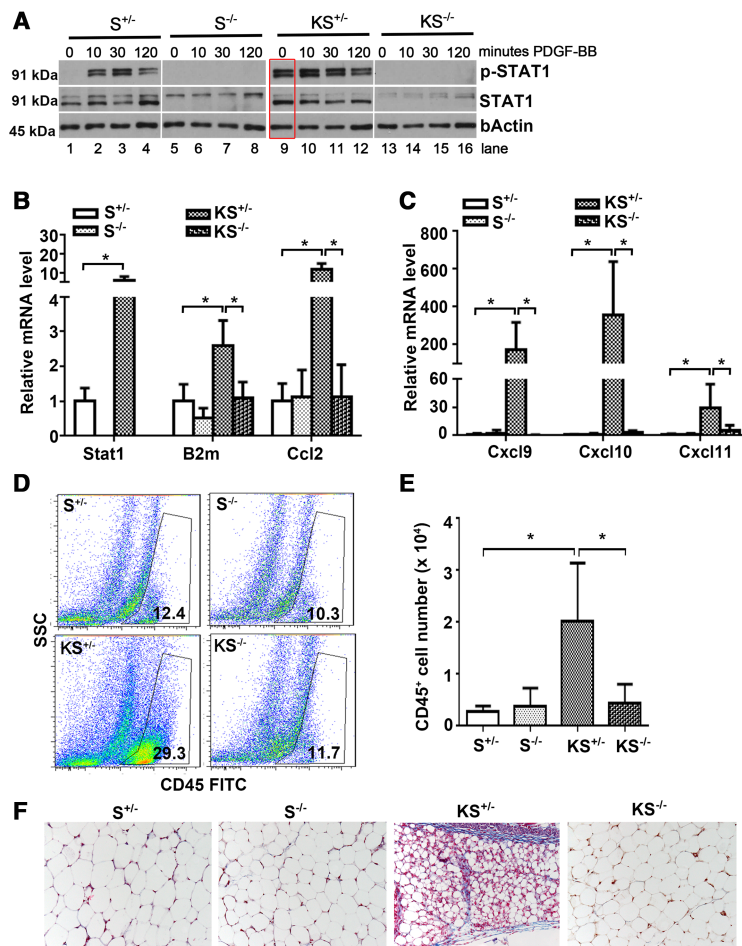 A
S+/- S-/- KS+/- KS-/-
0 10 30 120 0 10 30 120 0 10 30 120 0 10 30 120 minutes PDGF-BB
91 kDa p-STAT1
91 kDa STAT1
45 kDa bActin
1 2 3 4 5 6 7 8 9 10 11 12 13 14 15 16 lane
B
S+/- KS+/-
S-/- KS-/-
Relative mRNA level
30
20
10
4
3
2
1
0
* * * * *
Stat1 B2m Ccl2
C
S+/- KS+/-
S-/- KS-/-
Relative mRNA level
800
600
400
200
60
30
0
* * * * * *
Cxcl9 Cxcl10 Cxcl11
D
S+/- S-/-
12.4 10.3
KS+/- KS-/-
29.3 11.7
SSC
CD45 FITC
E
CD45+ cell number (x 10⁴)
4
3
2
1
0
* *
S+/- S-/- KS+/- KS-/-
F
S+/- S-/- KS+/- KS-/-